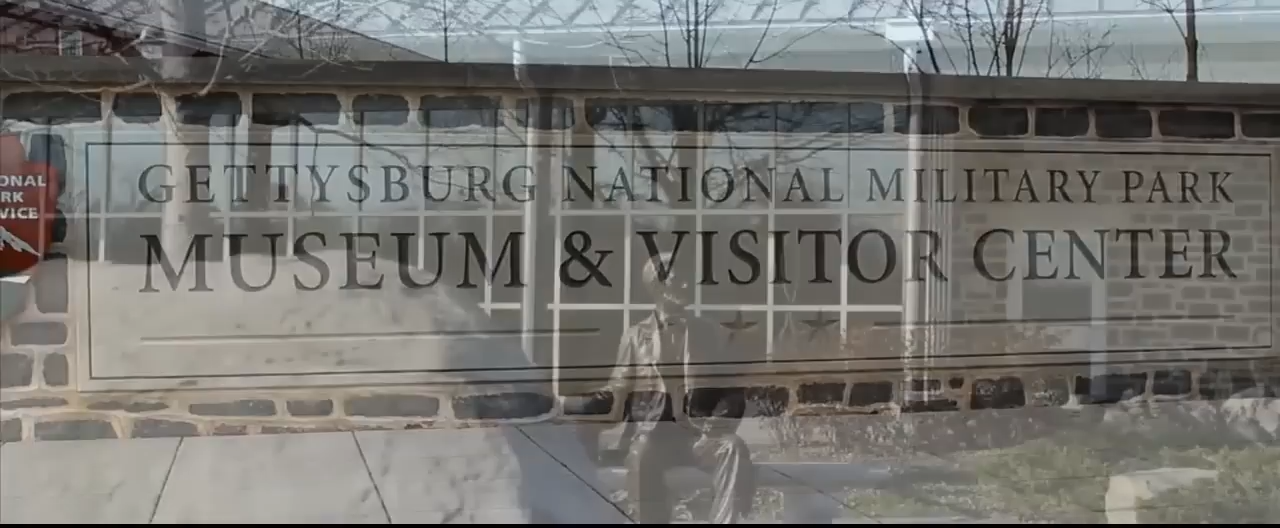 GETTYSBURG NATIONAL MILITARY PARK
MUSEUM & VISITOR CENTER
ONAL
RK
VICE